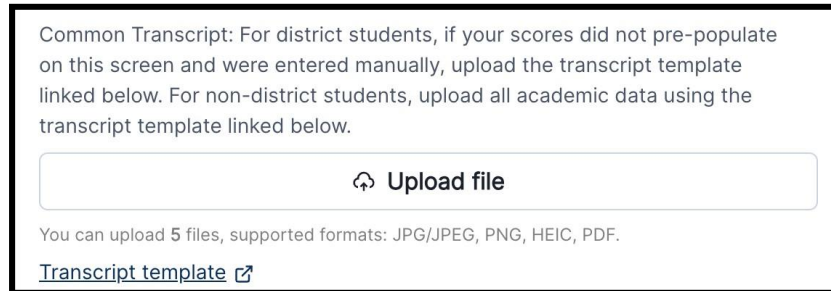 Common Transcript: For district students, if your scores did not pre-populate
on this screen and were entered manually, upload the transcript template
linked below. For non-district students, upload all academic data using the
transcript template linked below.
Upload file
You can upload 5 files, supported formats: JPG/JPEG, PNG, HEIC, PDF.
Transcript template